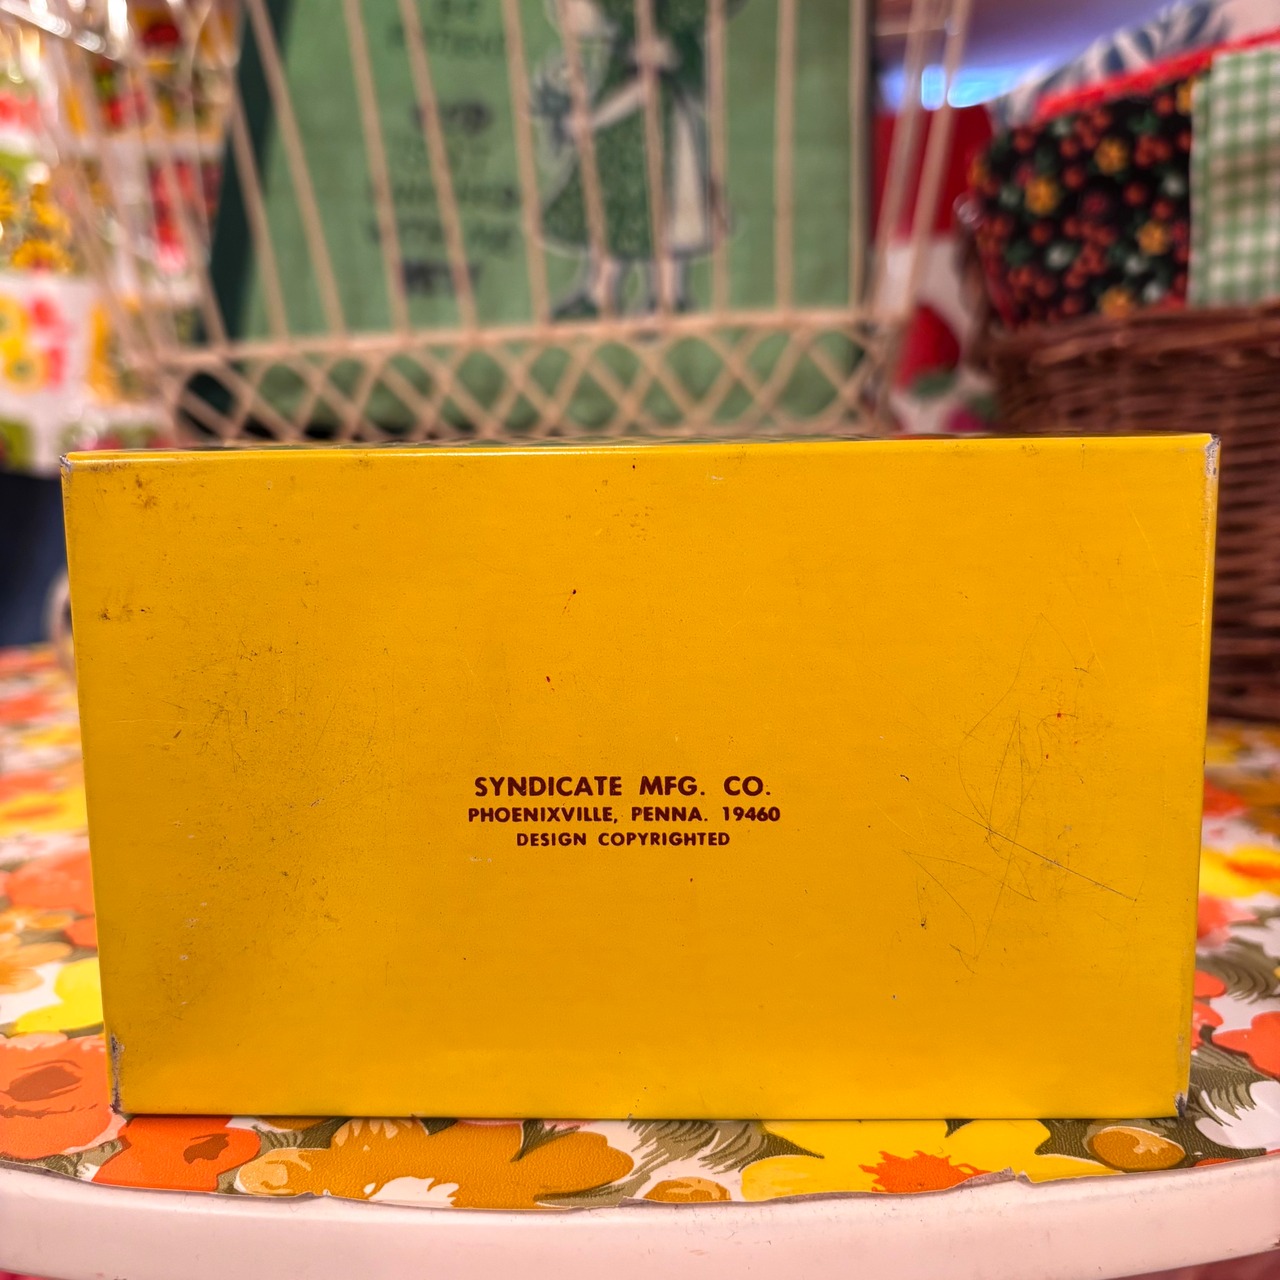 SYNDICATE MFG. CO.
PHOENIXVILLE, PENNA. 19460
DESIGN COPYRIGHTED